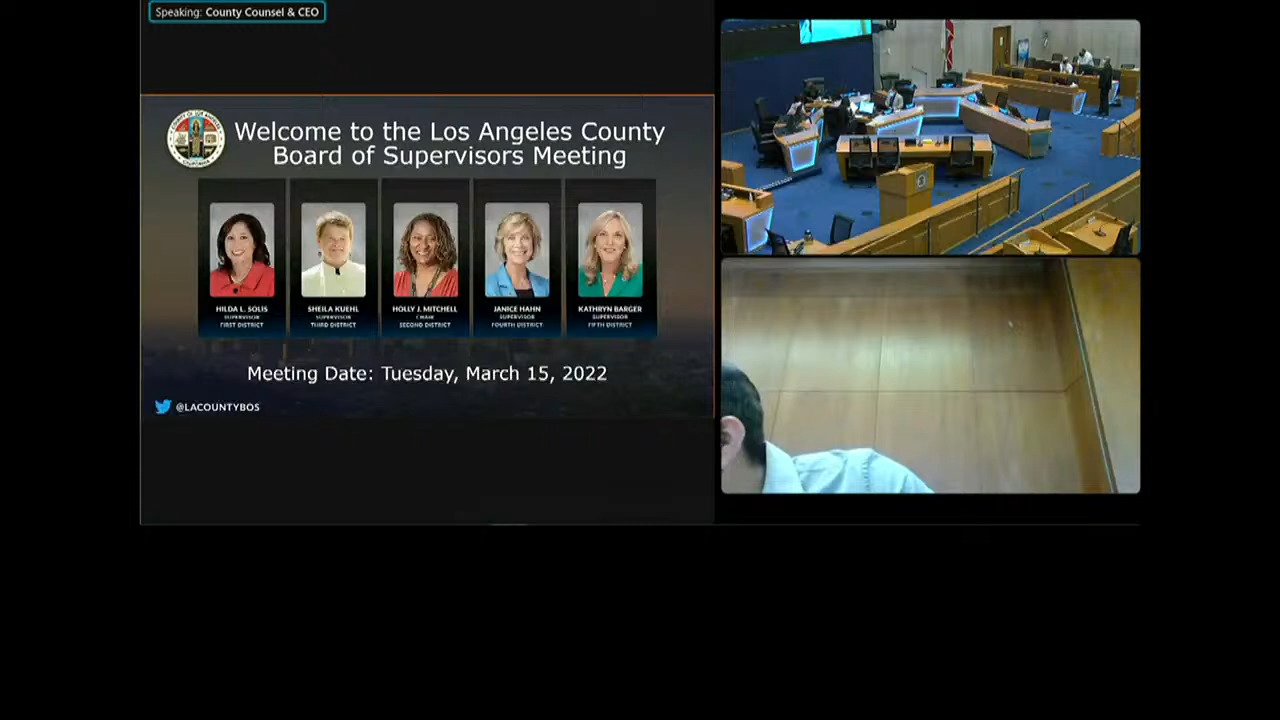 Speaking: County Counsel & CEO
Welcome to the Los Angeles County
Board of Supervisors Meeting
HILDA L. SOLIS
SUPERVISOR
FIRST DISTRICT
SHEILA KUEHL
SUPERVISOR
THIRD DISTRICT
HOLLY J. MITCHELL
CHAIR
SECOND DISTRICT
JANICE HAHN
SUPERVISOR
FOURTH DISTRICT
KATHRYN BARGER
SUPERVISOR
FIFTH DISTRICT
Meeting Date: Tuesday, March 15, 2022
@LACOUNTYBOS